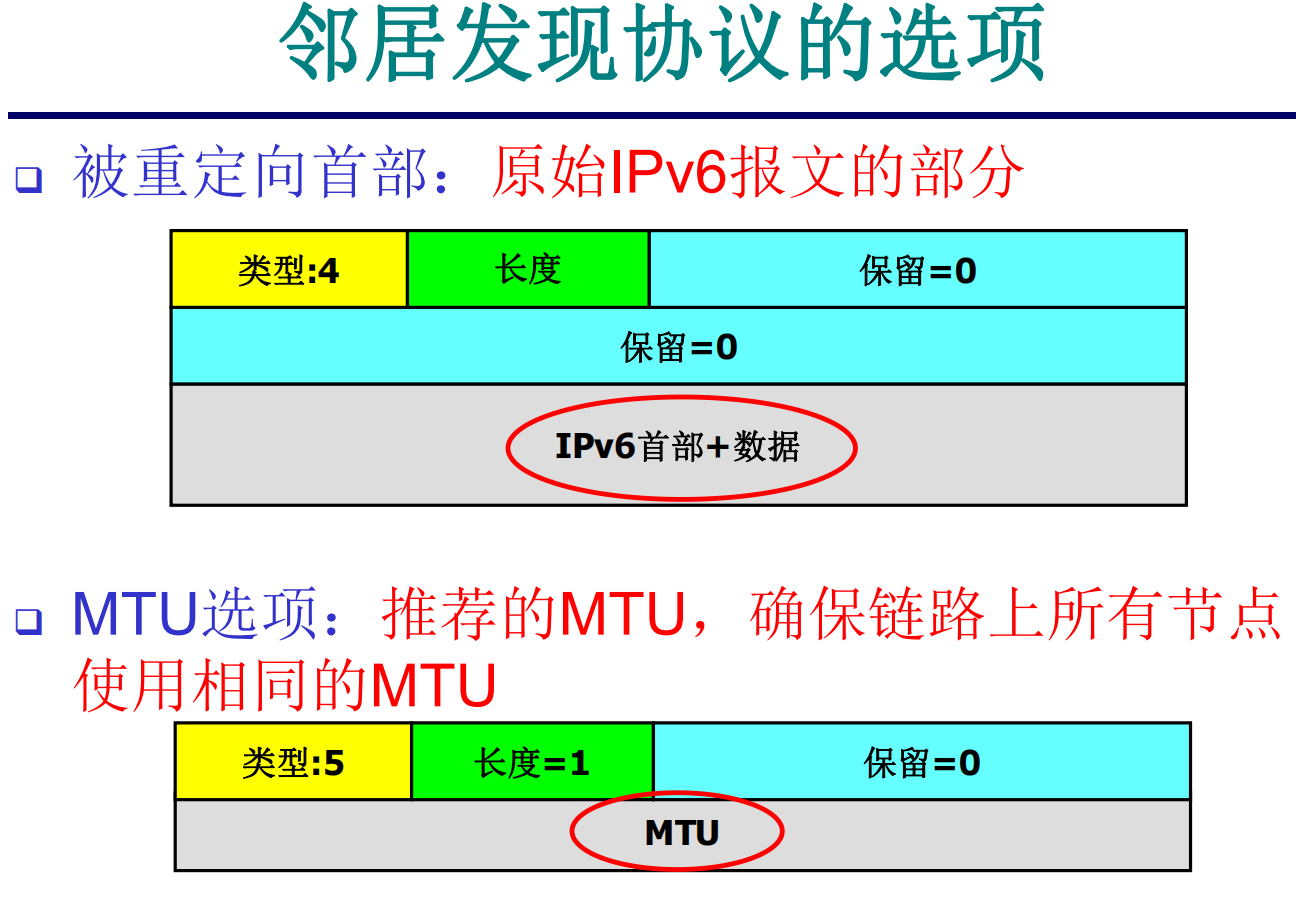 邻居发现协议的选项
被重定向首部：原始IPv6报文的部分
类型:4 长度 保留=0
保留=0
IPv6首部+数据
MTU选项：推荐的MTU，确保链路上所有节点
使用相同的MTU
类型:5 长度=1 保留=0
MTU